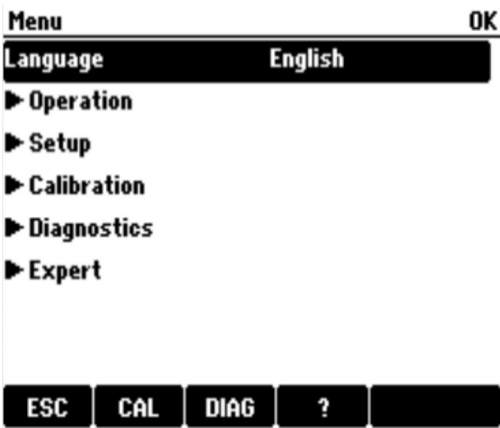 Menu OK
Language English
Operation
Setup
Calibration
Diagnostics
Expert
ESC CAL DIAG ?